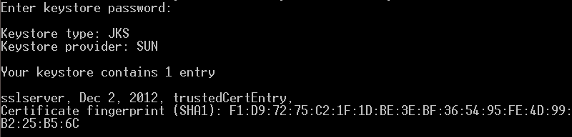 Enter keystore password:
Keystore type: JKS
Keystore provider: SUN
Your keystore contains 1 entry
sslserver, Dec 2, 2012, trustedCertEntry,
Certificate fingerprint (SHA1): F1:D9:72:75:C2:1F:1D:BE:3E:BF:36:54:95:FE:4D:99:
B2:25:B5:6C